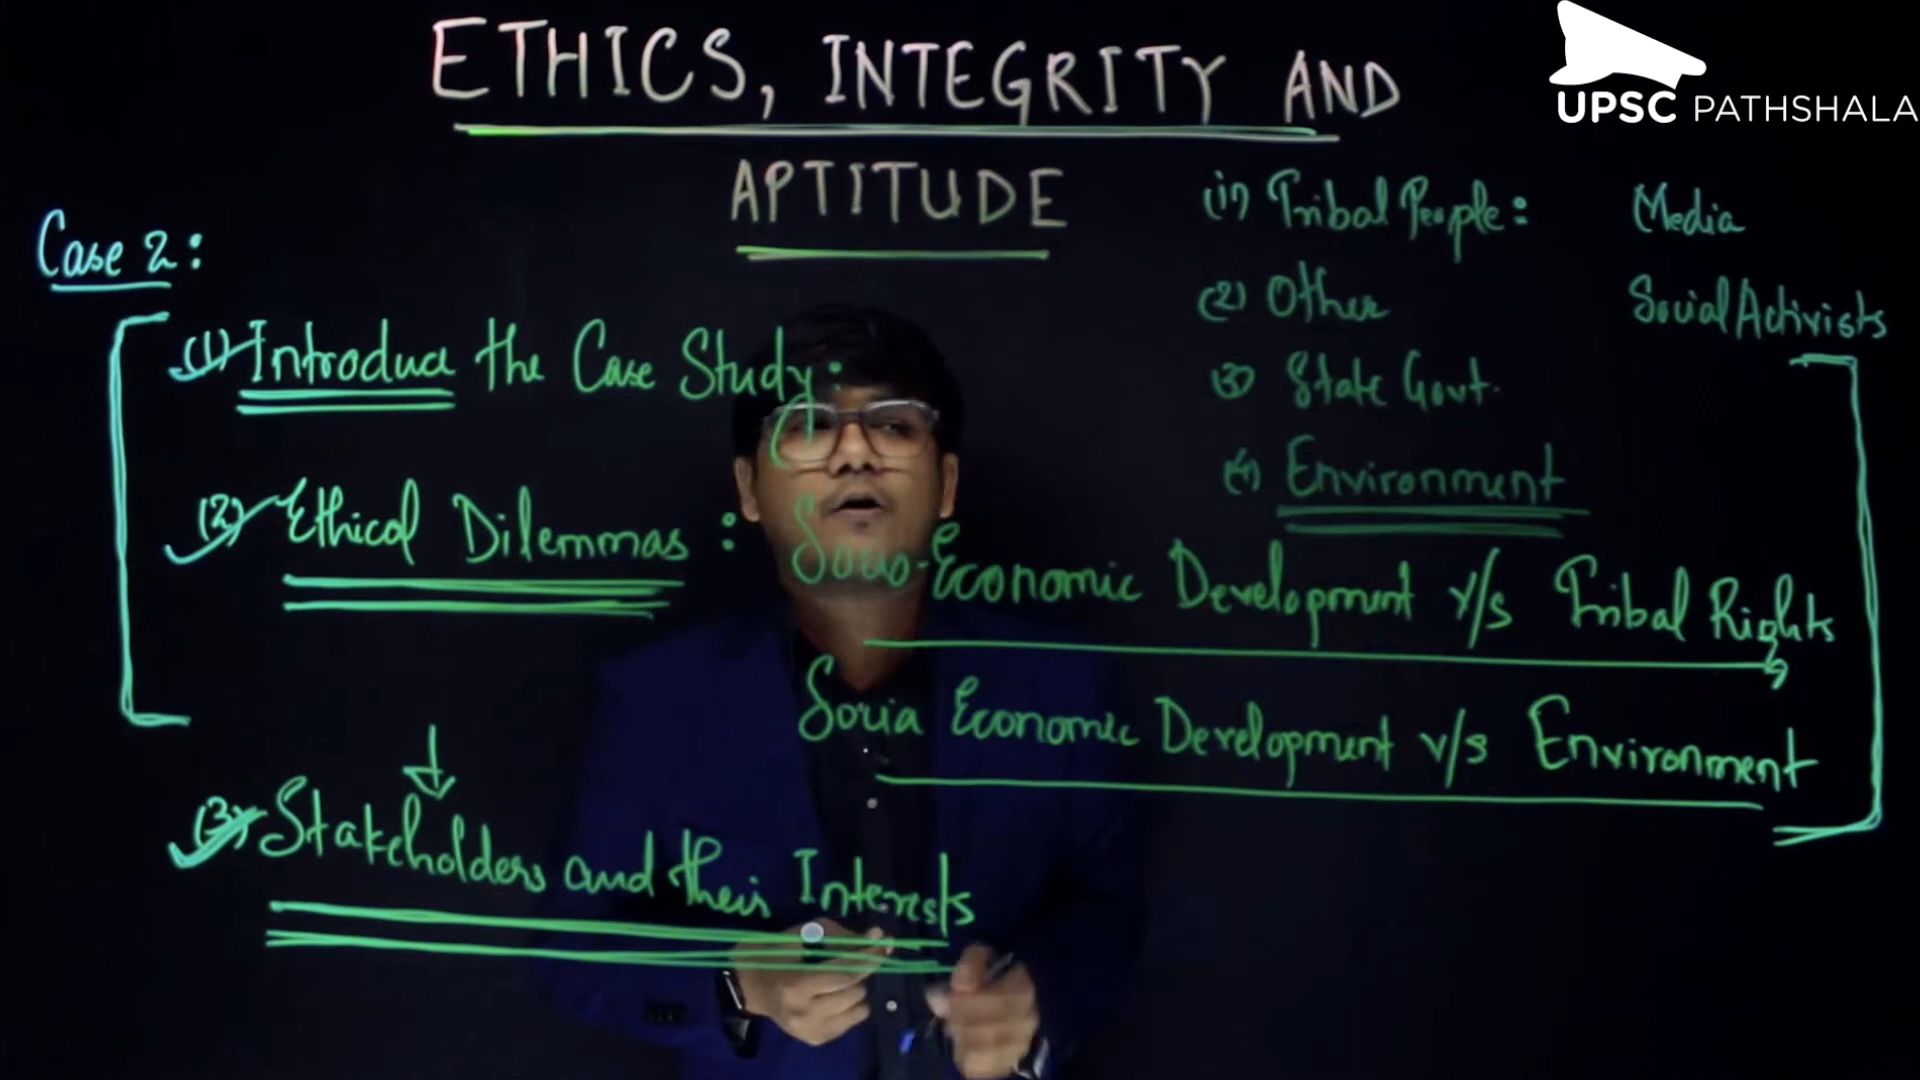 ETHICS, INTEGRITY AND
APTITUDE
UPSC PATHSHALA
Case 2:
(1) Introduce the Case Study:
(2) Ethical Dilemmas : Socio-Economic Development v/s Tribal Rights
Socia Economic Development v/s Environment
(3) Stakeholders and their Interests
(1) Tribal People:
(2) Other
(3) State Govt.
(4) Environment
Media
Social Activists